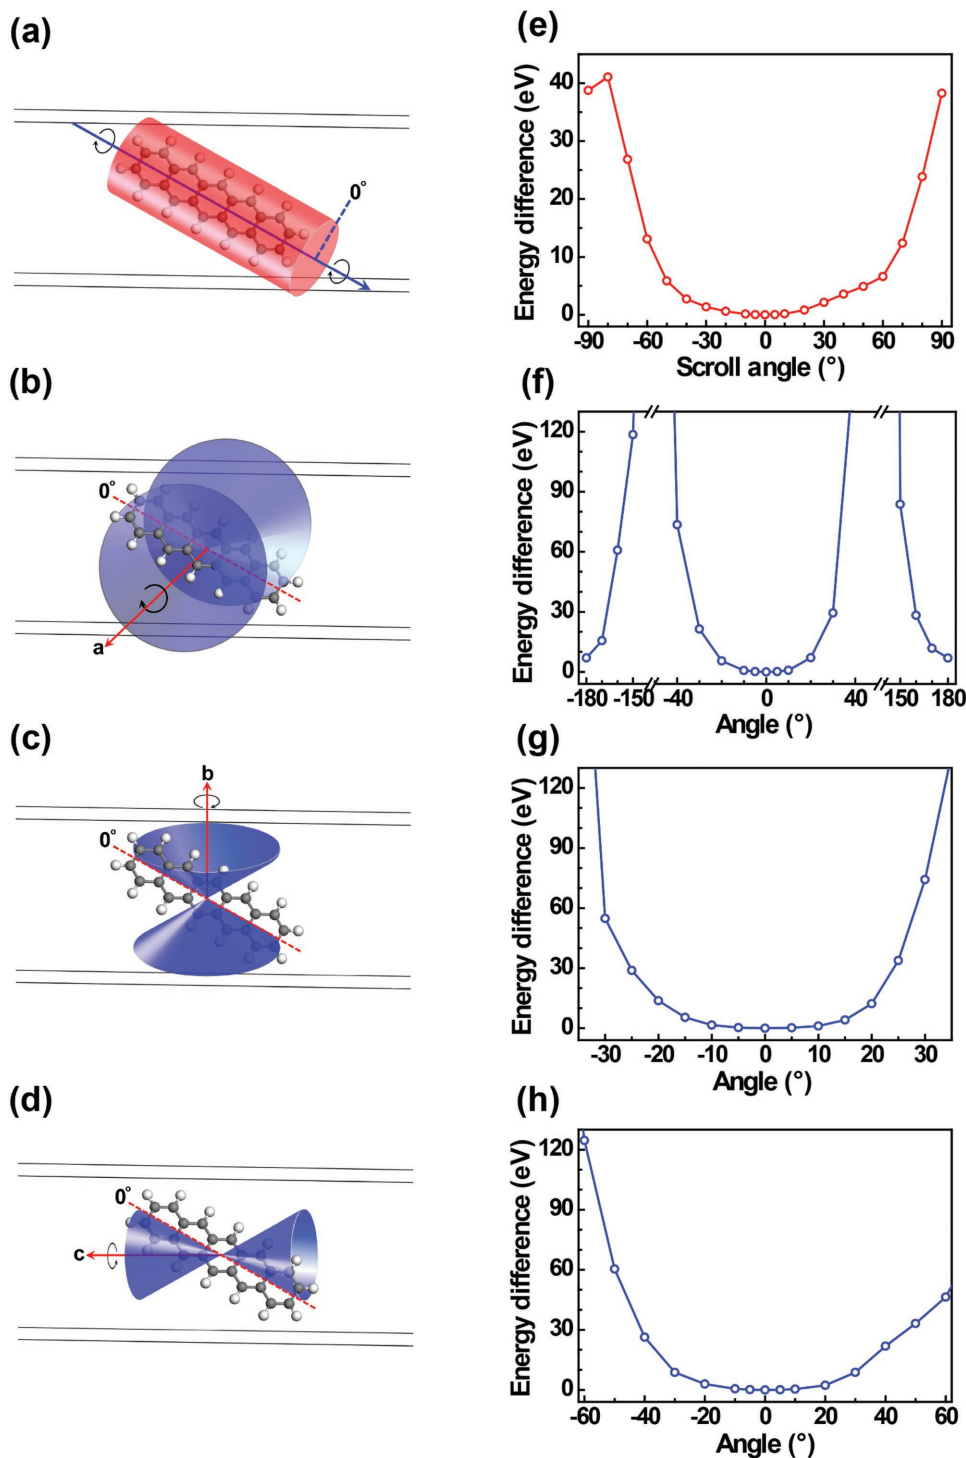 (a)
0°
(e)
Energy difference (eV)
40
30
20
10
0
-90 -60 -30 0 30 60 90
Scroll angle (°)
(b)
0°
a
(f)
Energy difference (eV)
120
90
60
30
0
-180 -150 -40 0 40 150 180
Angle (°)
(c)
b
0°
(g)
Energy difference (eV)
120
90
60
30
0
-30 -20 -10 0 10 20 30
Angle (°)
(d)
0°
c
(h)
Energy difference (eV)
120
90
60
30
0
-60 -40 -20 0 20 40 60
Angle (°)